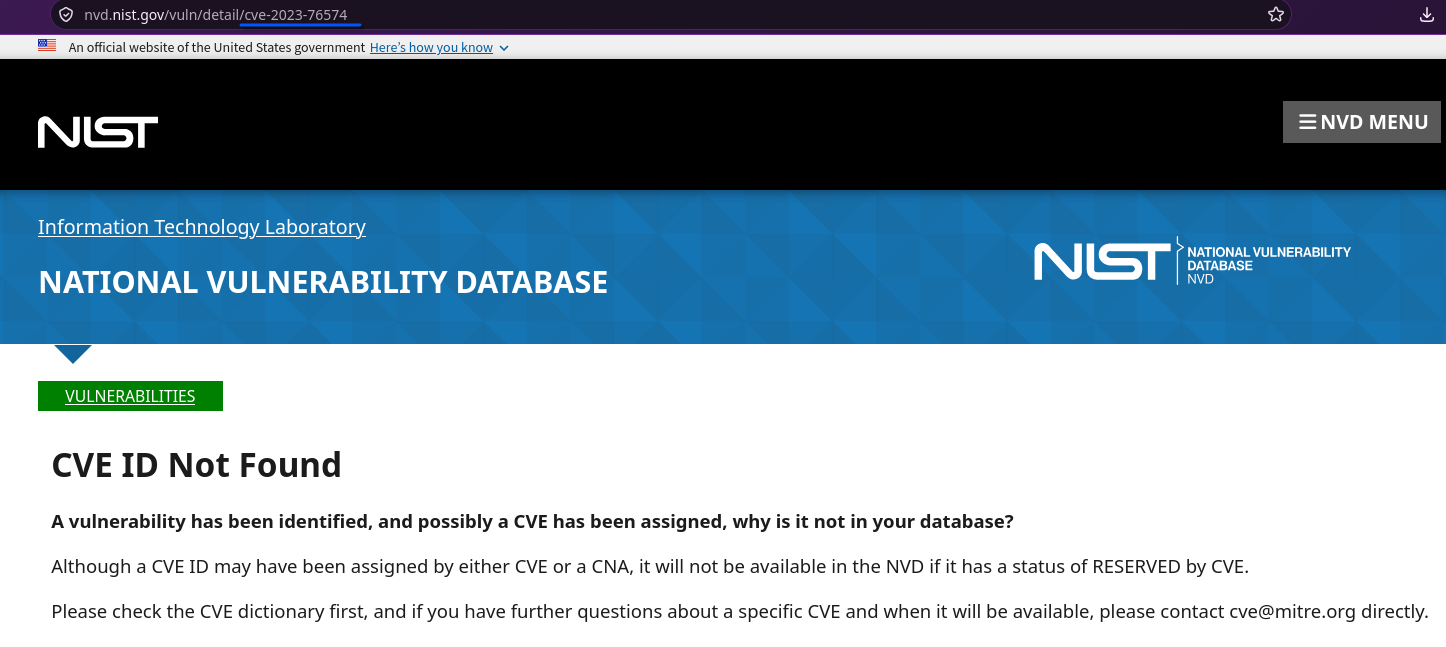 nvd.nist.gov/vuln/detail/cve-2023-76574
An official website of the United States government Here's how you know
NIST
NVD MENU
Information Technology Laboratory
NATIONAL VULNERABILITY DATABASE
NIST
NATIONAL VULNERABILITY
DATABASE
NVD
VULNERABILITIES
CVE ID Not Found
A vulnerability has been identified, and possibly a CVE has been assigned, why is it not in your database?
Although a CVE ID may have been assigned by either CVE or a CNA, it will not be available in the NVD if it has a status of RESERVED by CVE.
Please check the CVE dictionary first, and if you have further questions about a specific CVE and when it will be available, please contact cve@mitre.org directly.